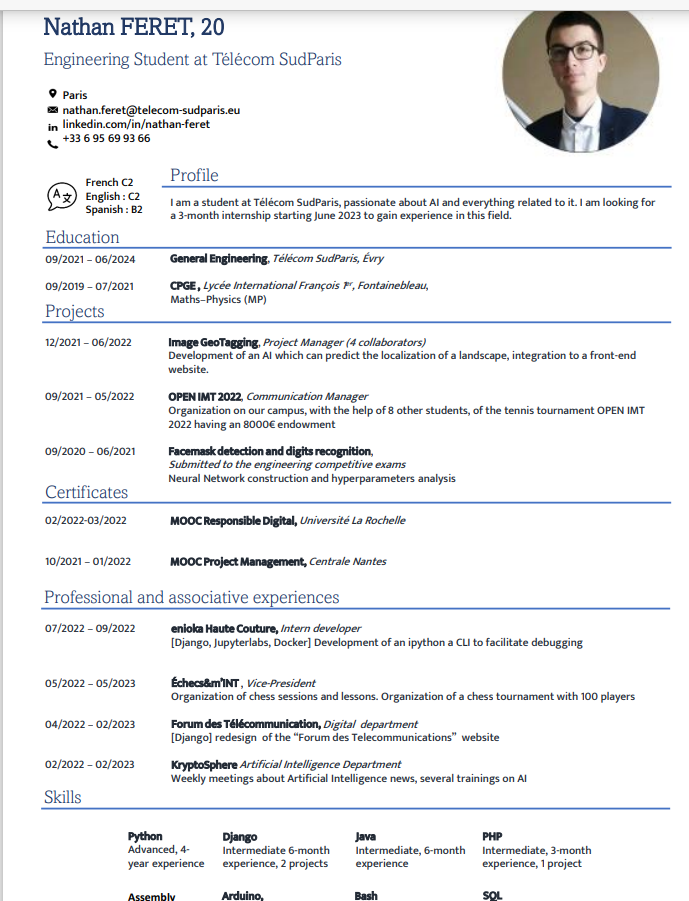 Nathan FERET, 20
Engineering Student at Télécom SudParis
Paris
nathan.feret@telecom-sudparis.eu
linkedin.com/in/nathan-feret
+33 6 95 69 93 66
French C2
English : C2
Spanish : B2
Profile
I am a student at Télécom SudParis, passionate about AI and everything related to it. I am looking for
a 3-month internship starting June 2023 to gain experience in this field.
Education
09/2021 – 06/2024 General Engineering, Télécom SudParis, Évry
09/2019 – 07/2021 CPGE , Lycée International François 1er, Fontainebleau,
Maths–Physics (MP)
Projects
12/2021 – 06/2022 Image GeoTagging, Project Manager (4 collaborators)
Development of an AI which can predict the localization of a landscape, integration to a front-end
website.
09/2021 – 05/2022 OPEN IMT 2022, Communication Manager
Organization on our campus, with the help of 8 other students, of the tennis tournament OPEN IMT
2022 having an 8000€ endowment
09/2020 – 06/2021 Facemask detection and digits recognition,
Submitted to the engineering competitive exams
Neural Network construction and hyperparameters analysis
Certificates
02/2022-03/2022 MOOC Responsible Digital, Université La Rochelle
10/2021 – 01/2022 MOOC Project Management, Centrale Nantes
Professional and associative experiences
07/2022 – 09/2022 enioka Haute Couture, Intern developer
[Django, Jupyterlabs, Docker] Development of an ipython a CLI to facilitate debugging
05/2022 – 05/2023 Échecs&m'INT , Vice-President
Organization of chess sessions and lessons. Organization of a chess tournament with 100 players
04/2022 – 02/2023 Forum des Télécommunication, Digital department
[Django] redesign of the “Forum des Telecommunications” website
02/2022 – 02/2023 KryptoSphere Artificial Intelligence Department
Weekly meetings about Artificial Intelligence news, several trainings on AI
Skills
Python Django Java PHP
Advanced, 4- Intermediate 6-month Intermediate, 6-month Intermediate, 3-month
year experience experience, 2 projects experience experience, 1 project
Assembly Arduino, Bash SQL